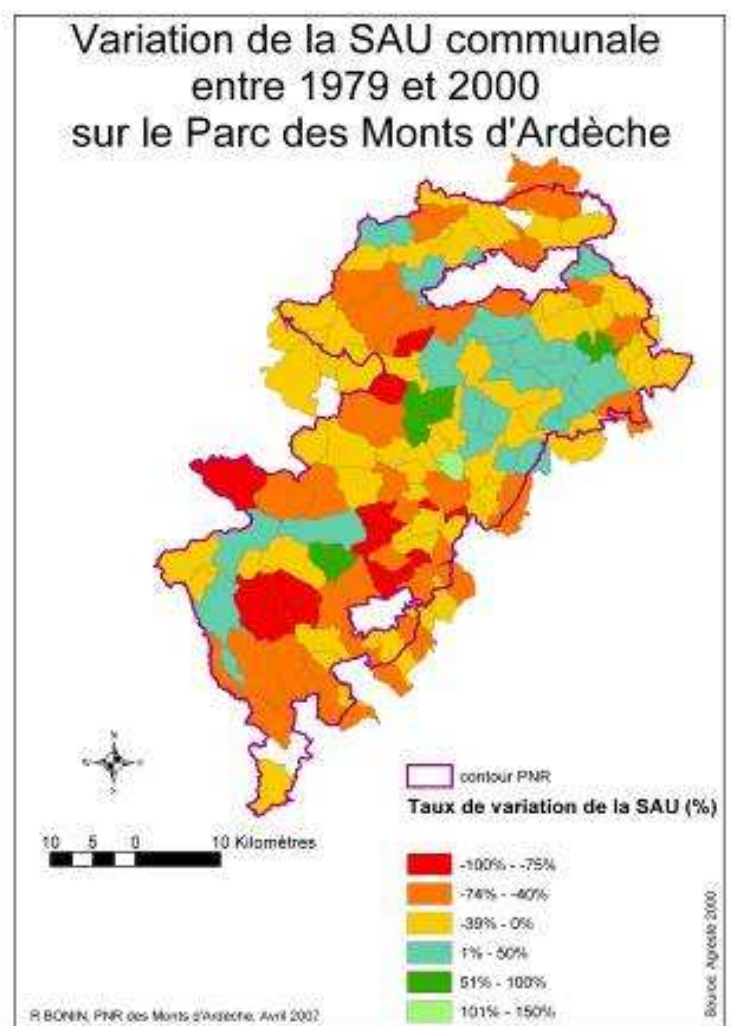 Variation de la SAU communale
entre 1979 et 2000
sur le Parc des Monts d'Ardèche
contour PNR
Taux de variation de la SAU (%)
10 5 0 10 Kilomètres
-100% - -75%
-74% - -40%
-39% - 0%
1% - 50%
51% - 100%
101% - 150%
Source: Agreste 2000
R BONIN, PNR des Monts d'Ardèche, Avril 2007